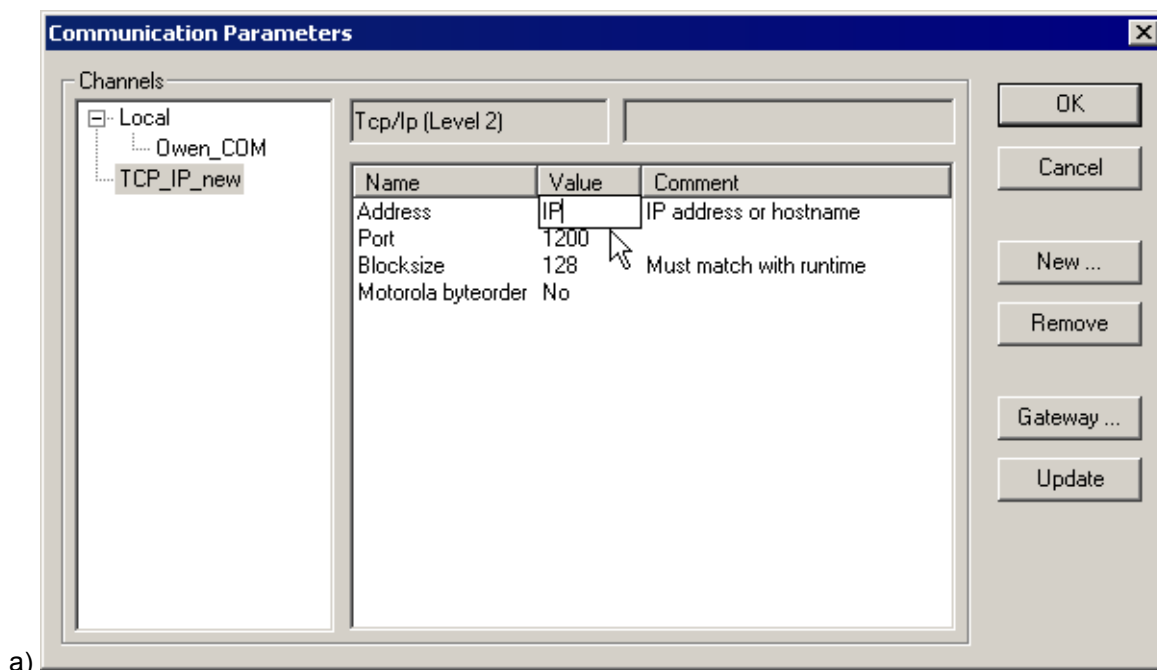 Communication Parameters
Channels
Local
Owen_COM
TCP_IP_new
Tcp/Ip (Level 2)
Name Value Comment
Address IP IP address or hostname
Port 1200
Blocksize 128 Must match with runtime
Motorola byteorder No
OK
Cancel
New ...
Remove
Gateway ...
Update
a)